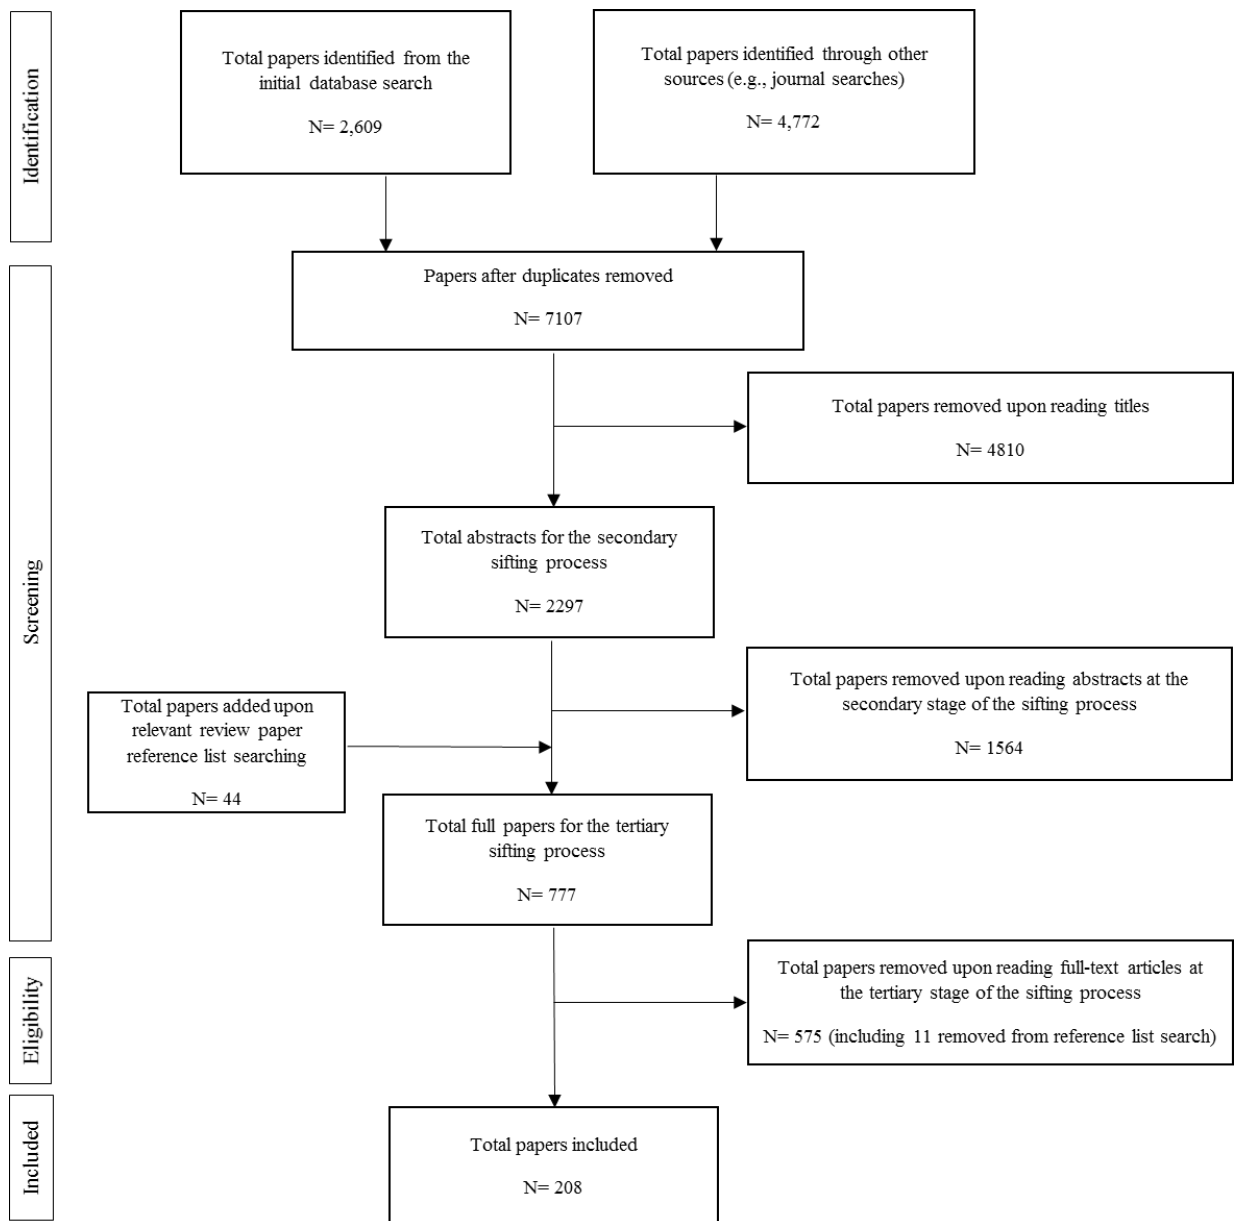 Identification
Total papers identified from the
initial database search
N= 2,609
Total papers identified through other
sources (e.g., journal searches)
N= 4,772
Screening
Papers after duplicates removed
N= 7107
Total papers removed upon reading titles
N= 4810
Total abstracts for the secondary
sifting process
N= 2297
Total papers removed upon reading abstracts at the
secondary stage of the sifting process
N= 1564
Total papers added upon
relevant review paper
reference list searching
N= 44
Total full papers for the tertiary
sifting process
N= 777
Eligibility
Total papers removed upon reading full-text articles at
the tertiary stage of the sifting process
N= 575 (including 11 removed from reference list search)
Included
Total papers included
N= 208